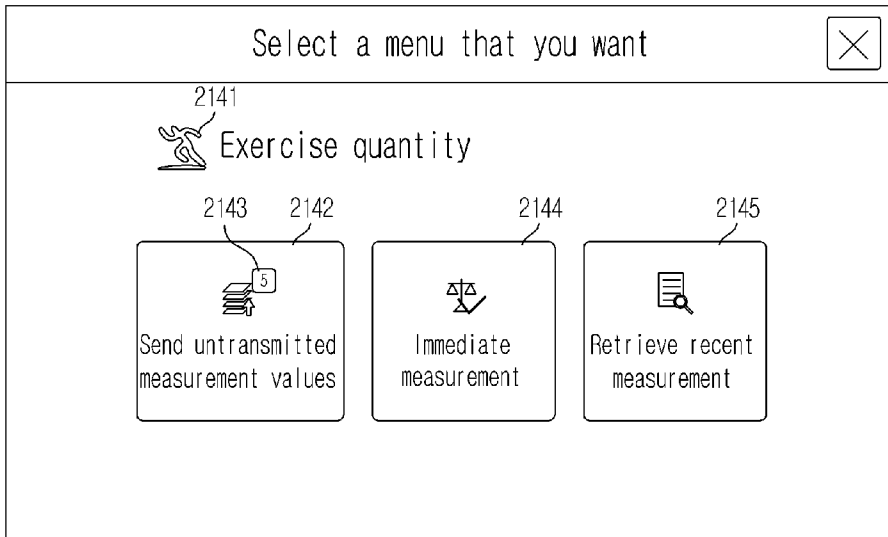 Select a menu that you want
2141
Exercise quantity
2143 2142 2144 2145
5
Send untransmitted
measurement values
Immediate
measurement
Retrieve recent
measurement